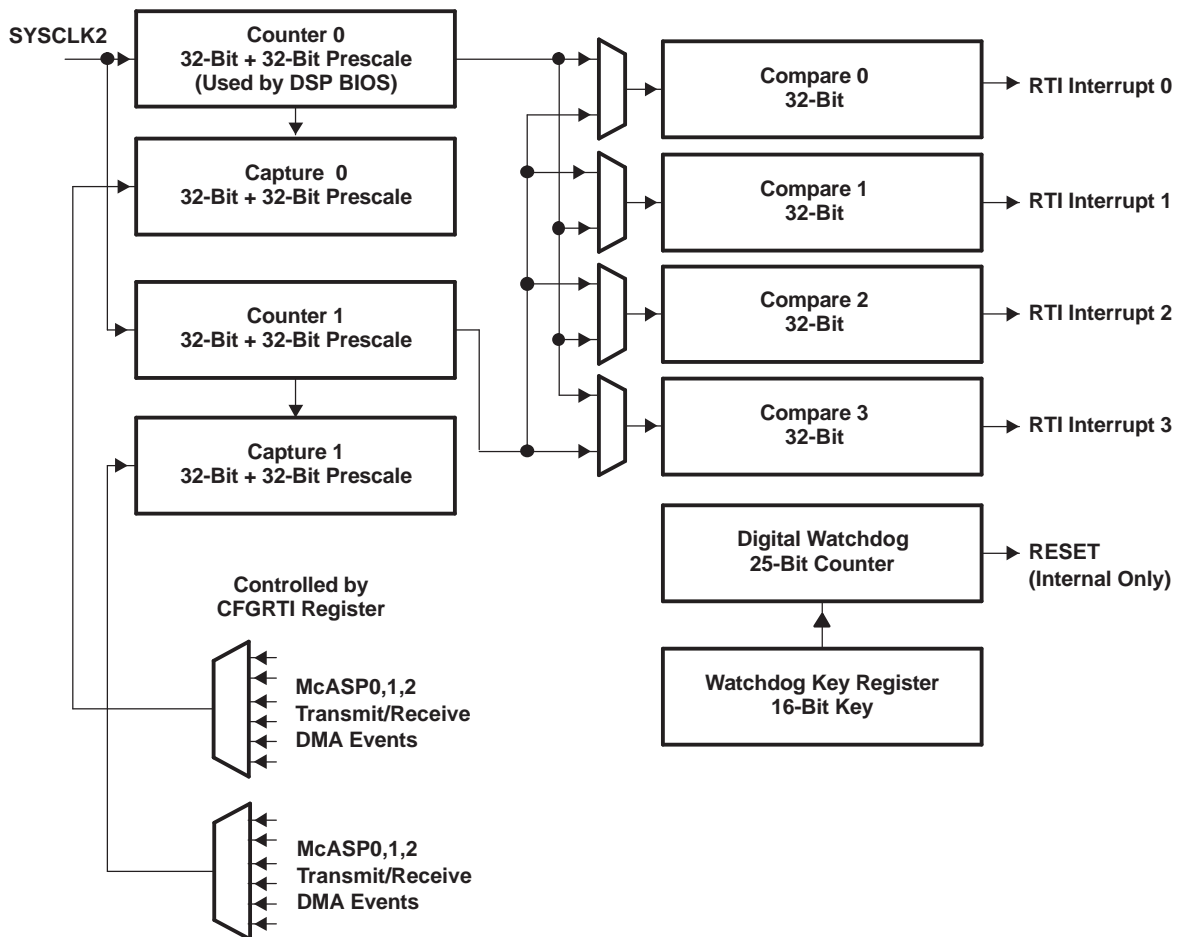 SYSCLK2
Counter 0
32-Bit + 32-Bit Prescale
(Used by DSP BIOS)
Capture 0
32-Bit + 32-Bit Prescale
Counter 1
32-Bit + 32-Bit Prescale
Capture 1
32-Bit + 32-Bit Prescale
Compare 0
32-Bit
RTI Interrupt 0
Compare 1
32-Bit
RTI Interrupt 1
Compare 2
32-Bit
RTI Interrupt 2
Compare 3
32-Bit
RTI Interrupt 3
Digital Watchdog
25-Bit Counter
RESET
(Internal Only)
Watchdog Key Register
16-Bit Key
Controlled by
CFGRTI Register
McASP0,1,2
Transmit/Receive
DMA Events
McASP0,1,2
Transmit/Receive
DMA Events